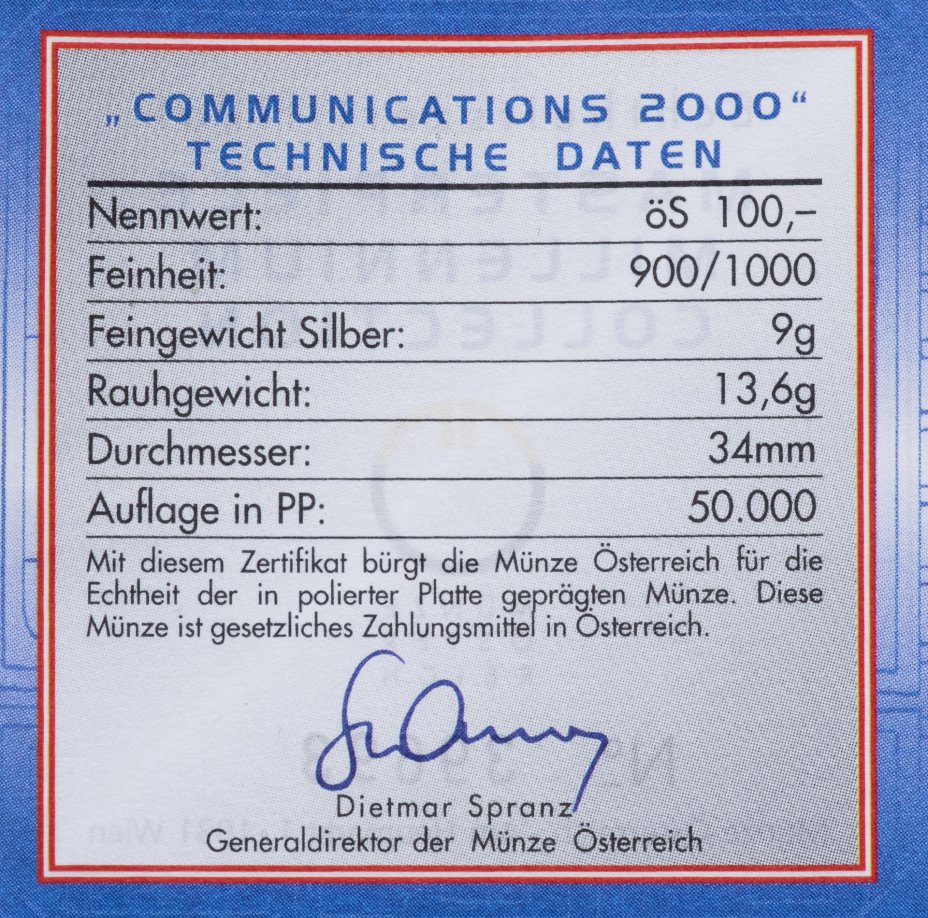 „COMMUNICATIONS 2000“
TECHNISCHE DATEN
Nennwert: öS 100,–
Feinheit: 900/1000
Feingewicht Silber: 9g
Rauhgewicht: 13,6g
Durchmesser: 34mm
Auflage in PP: 50.000
Mit diesem Zertifikat bürgt die Münze Österreich für die
Echtheit der in polierter Platte geprägten Münze. Diese
Münze ist gesetzliches Zahlungsmittel in Österreich.
Dietmar Spranz
Generaldirektor der Münze Österreich